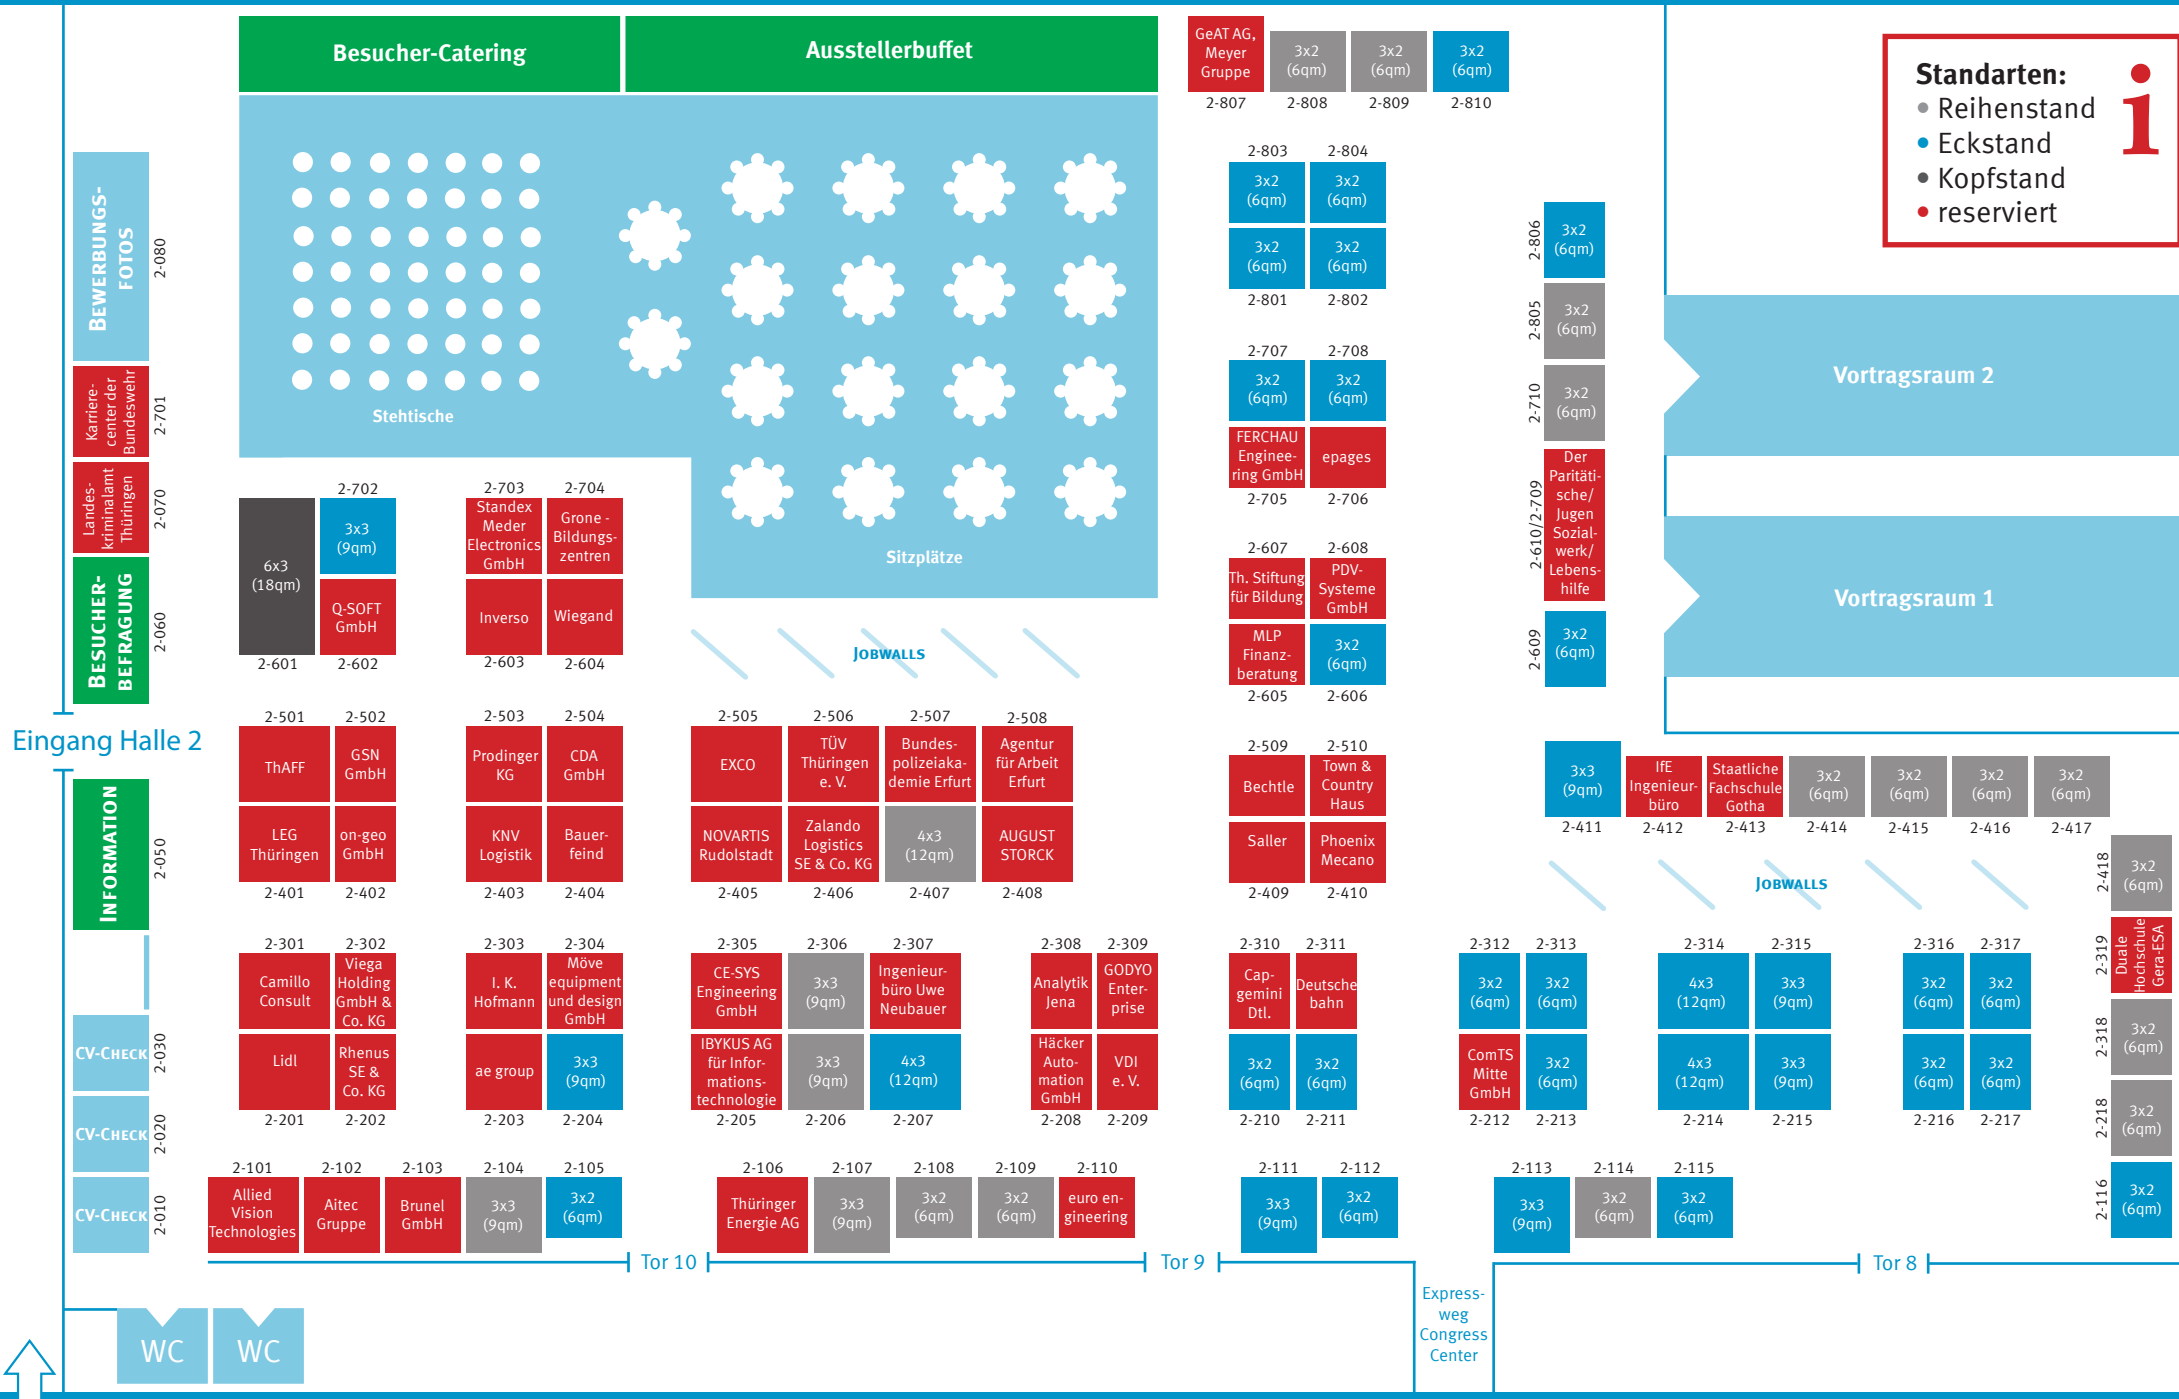 Besucher-Catering
Ausstellerbuffet
GeAT AG,
Meyer
Gruppe
3x2
(6qm)
3x2
(6qm)
3x2
(6qm)
2-807
2-808
2-809
2-810
Standarten:
• Reihenstand
• Eckstand
• Kopfstand
• reserviert
i
BEWERBUNGS-
FOTOS
2-080
Karriere-
center der
Bundeswehr
2-701
Landes-
kriminalamt
Thüringen
2-070
BESUCHER-
BEFRAGUNG
2-060
Stehtische
Sitzplätze
2-803
2-804
3x2
(6qm)
3x2
(6qm)
3x2
(6qm)
3x2
(6qm)
2-801
2-802
2-806
3x2
(6qm)
2-805
3x2
(6qm)
2-710
3x2
(6qm)
2-610/2-709
Der
Paritäti-
sche/
Jugen
Sozial-
werk/
Lebens-
hilfe
2-609
3x2
(6qm)
Vortragsraum 2
Vortragsraum 1
2-707
2-708
3x2
(6qm)
3x2
(6qm)
FERCHAU
Enginee-
ring GmbH
epages
2-705
2-706
2-607
2-608
Th. Stiftung
für Bildung
PDV-
Systeme
GmbH
MLP
Finanz-
beratung
3x2
(6qm)
2-605
2-606
6x3
(18qm)
2-601
2-702
3x3
(9qm)
Q-SOFT
GmbH
2-602
2-703
2-704
Standex
Meder
Electronics
GmbH
Grone -
Bildungs-
zentren
Inverso
Wiegand
2-603
2-604
JOBWALLS
Eingang Halle 2
2-501
2-502
ThAFF
GSN
GmbH
LEG
Thüringen
on-geo
GmbH
2-401
2-402
2-503
2-504
Prodinger
KG
CDA
GmbH
KNV
Logistik
Bauer-
feind
2-403
2-404
2-505
2-506
2-507
2-508
EXCO
TÜV
Thüringen
e. V.
Bundes-
polizeiaka-
demie Erfurt
Agentur
für Arbeit
Erfurt
NOVARTIS
Rudolstadt
Zalando
Logistics
SE & Co. KG
4x3
(12qm)
AUGUST
STORCK
2-405
2-406
2-407
2-408
2-509
2-510
Bechtle
Town &
Country
Haus
Saller
Phoenix
Mecano
2-409
2-410
3x3
(9qm)
IfE
Ingenieur-
büro
Staatliche
Fachschule
Gotha
3x2
(6qm)
3x2
(6qm)
3x2
(6qm)
3x2
(6qm)
2-411
2-412
2-413
2-414
2-415
2-416
2-417
JOBWALLS
INFORMATION
2-050
CV-CHECK
2-030
CV-CHECK
2-020
CV-CHECK
2-010
2-301
2-302
Camillo
Consult
Viega
Holding
GmbH &
Co. KG
Lidl
Rhenus
SE &
Co. KG
2-201
2-202
2-303
2-304
I. K.
Hofmann
Möve
equipment
und design
GmbH
ae group
3x3
(9qm)
2-203
2-204
2-305
2-306
2-307
CE-SYS
Engineering
GmbH
3x3
(9qm)
Ingenieur-
büro Uwe
Neubauer
IBYKUS AG
für Infor-
mations-
technologie
3x3
(9qm)
4x3
(12qm)
2-205
2-206
2-207
2-308
2-309
Analytik
Jena
GODYO
Enter-
prise
Häcker
Auto-
mation
GmbH
VDI
e. V.
2-208
2-209
2-310
2-311
Cap-
gemini
Dtl.
Deutsche
bahn
3x2
(6qm)
3x2
(6qm)
2-210
2-211
2-312
2-313
3x2
(6qm)
3x2
(6qm)
ComTS
Mitte
GmbH
3x2
(6qm)
2-212
2-213
2-314
2-315
4x3
(12qm)
3x3
(9qm)
4x3
(12qm)
3x3
(9qm)
2-214
2-215
2-316
2-317
3x2
(6qm)
3x2
(6qm)
3x2
(6qm)
3x2
(6qm)
2-216
2-217
2-418
3x2
(6qm)
2-319
Duale
Hochschule
Gera-ESA
2-318
3x2
(6qm)
2-218
3x2
(6qm)
2-116
3x2
(6qm)
2-101
2-102
2-103
2-104
2-105
Allied
Vision
Technologies
Aitec
Gruppe
Brunel
GmbH
3x3
(9qm)
3x2
(6qm)
2-106
2-107
2-108
2-109
2-110
Thüringer
Energie AG
3x3
(9qm)
3x2
(6qm)
3x2
(6qm)
euro en-
gineering
2-111
2-112
3x3
(9qm)
3x2
(6qm)
2-113
2-114
2-115
3x3
(9qm)
3x2
(6qm)
3x2
(6qm)
Tor 10
Tor 9
Tor 8
Express-
weg
Congress
Center
WC
WC